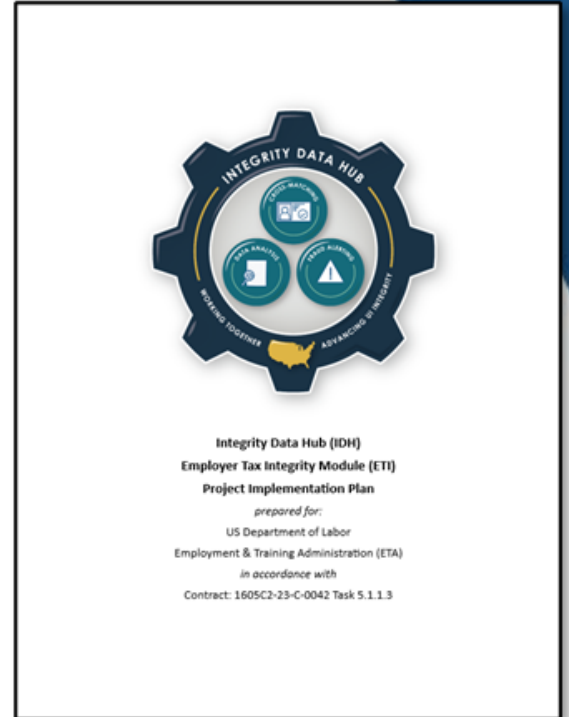 INTEGRITY DATA HUB
CROSS-MATCHING
DATA ANALYSIS
FRAUD ALERTING
WORKING TOGETHER
ADVANCING UI INTEGRITY
Integrity Data Hub (IDH)
Employer Tax Integrity Module (ETI)
Project Implementation Plan
prepared for:
US Department of Labor
Employment & Training Administration (ETA)
in accordance with
Contract: 1605C2-23-C-0042 Task 5.1.1.3